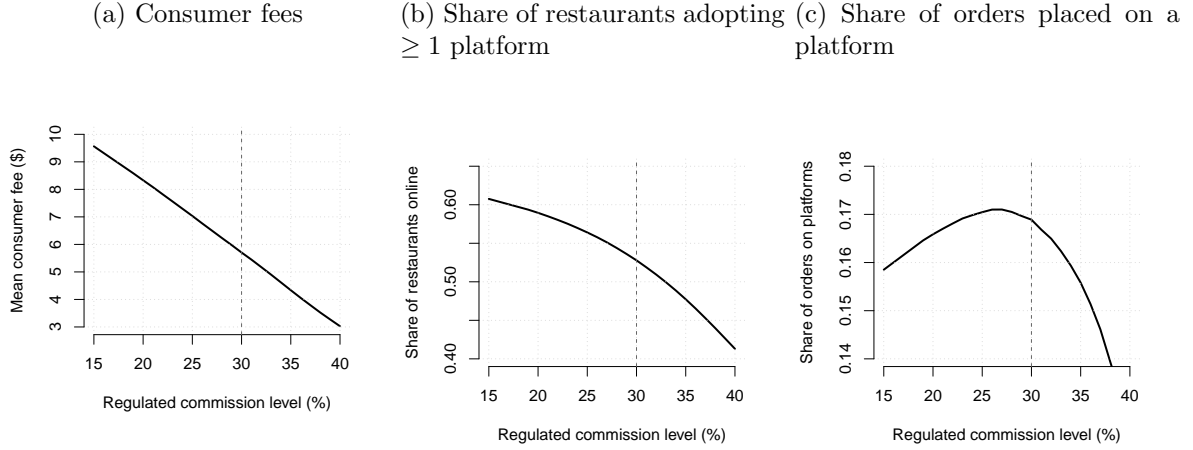 (a) Consumer fees
(b) Share of restaurants adopting
≥ 1 platform
(c) Share of orders placed on a
platform
Mean consumer fee ($)
10
9
8
7
6
5
4
3
15 20 25 30 35 40
Regulated commission level (%)
Share of restaurants online
0.60
0.50
0.40
15 20 25 30 35 40
Regulated commission level (%)
Share of orders on platforms
0.18
0.17
0.16
0.15
0.14
15 20 25 30 35 40
Regulated commission level (%)